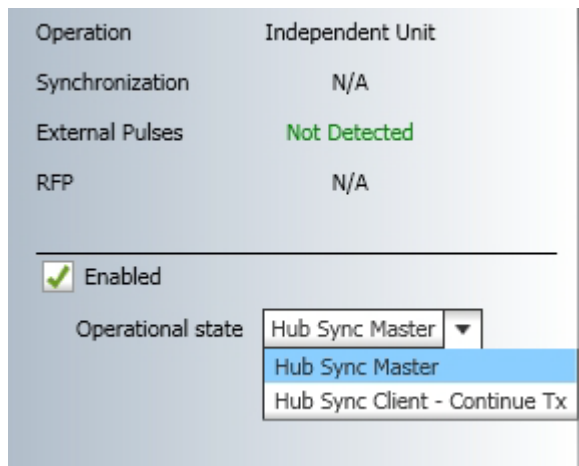 Operation Independent Unit
Synchronization N/A
External Pulses Not Detected
RFP N/A
Enabled
Operational state Hub Sync Master
Hub Sync Master
Hub Sync Client - Continue Tx